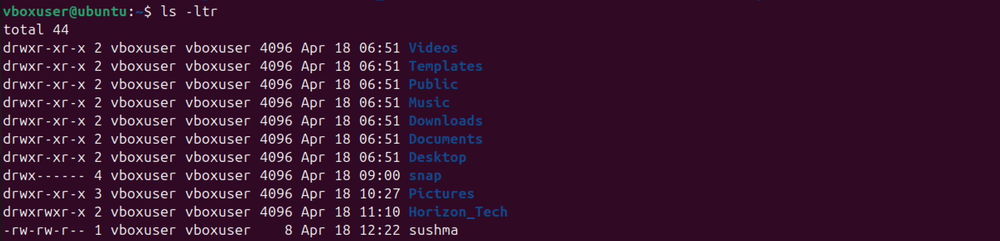 vboxuser@ubuntu:~$ ls -ltr
total 44
drwxr-xr-x 2 vboxuser vboxuser 4096 Apr 18 06:51 Videos
drwxr-xr-x 2 vboxuser vboxuser 4096 Apr 18 06:51 Templates
drwxr-xr-x 2 vboxuser vboxuser 4096 Apr 18 06:51 Public
drwxr-xr-x 2 vboxuser vboxuser 4096 Apr 18 06:51 Music
drwxr-xr-x 2 vboxuser vboxuser 4096 Apr 18 06:51 Downloads
drwxr-xr-x 2 vboxuser vboxuser 4096 Apr 18 06:51 Documents
drwxr-xr-x 2 vboxuser vboxuser 4096 Apr 18 06:51 Desktop
drwx------ 4 vboxuser vboxuser 4096 Apr 18 09:00 snap
drwxr-xr-x 3 vboxuser vboxuser 4096 Apr 18 10:27 Pictures
drwxrwxr-x 2 vboxuser vboxuser 4096 Apr 18 11:10 Horizon_Tech
-rw-rw-r-- 1 vboxuser vboxuser    8 Apr 18 12:22 sushma